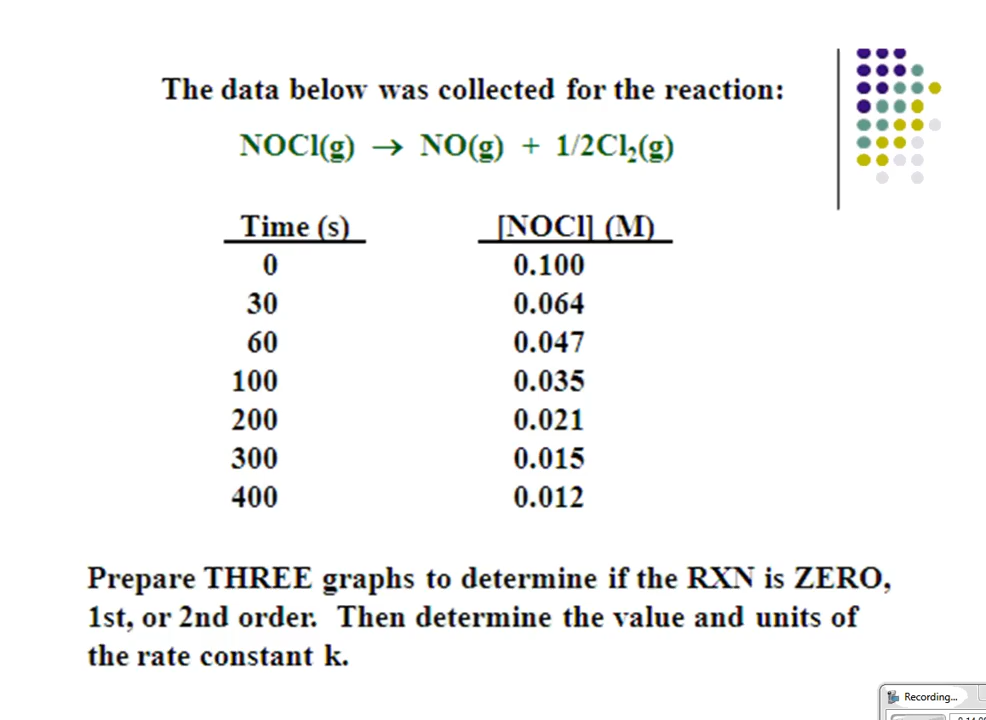 The data below was collected for the reaction:
NOCl(g) → NO(g) + 1/2Cl₂(g)
Time (s) [NOCl] (M)
0 0.100
30 0.064
60 0.047
100 0.035
200 0.021
300 0.015
400 0.012
Prepare THREE graphs to determine if the RXN is ZERO,
1st, or 2nd order. Then determine the value and units of
the rate constant k.
Recording...